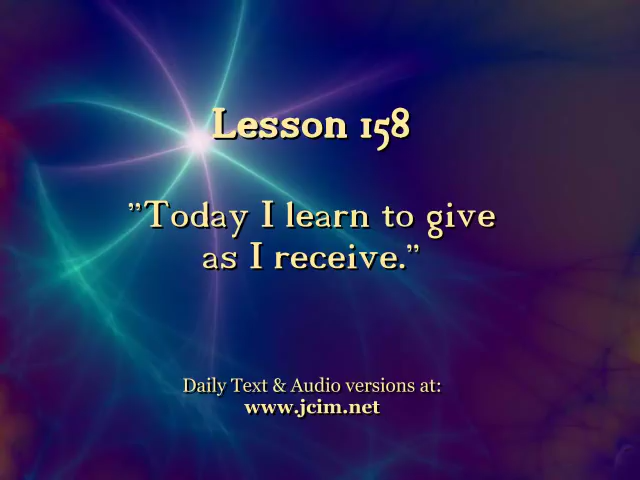 Lesson 158
"Today I learn to give
as I receive."
Daily Text & Audio versions at:
www.jcim.net